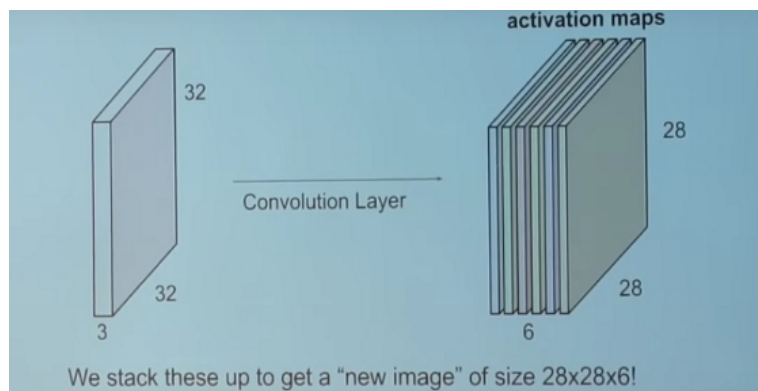 activation maps
32
28
Convolution Layer
32
28
3
6
We stack these up to get a “new image” of size 28x28x6!